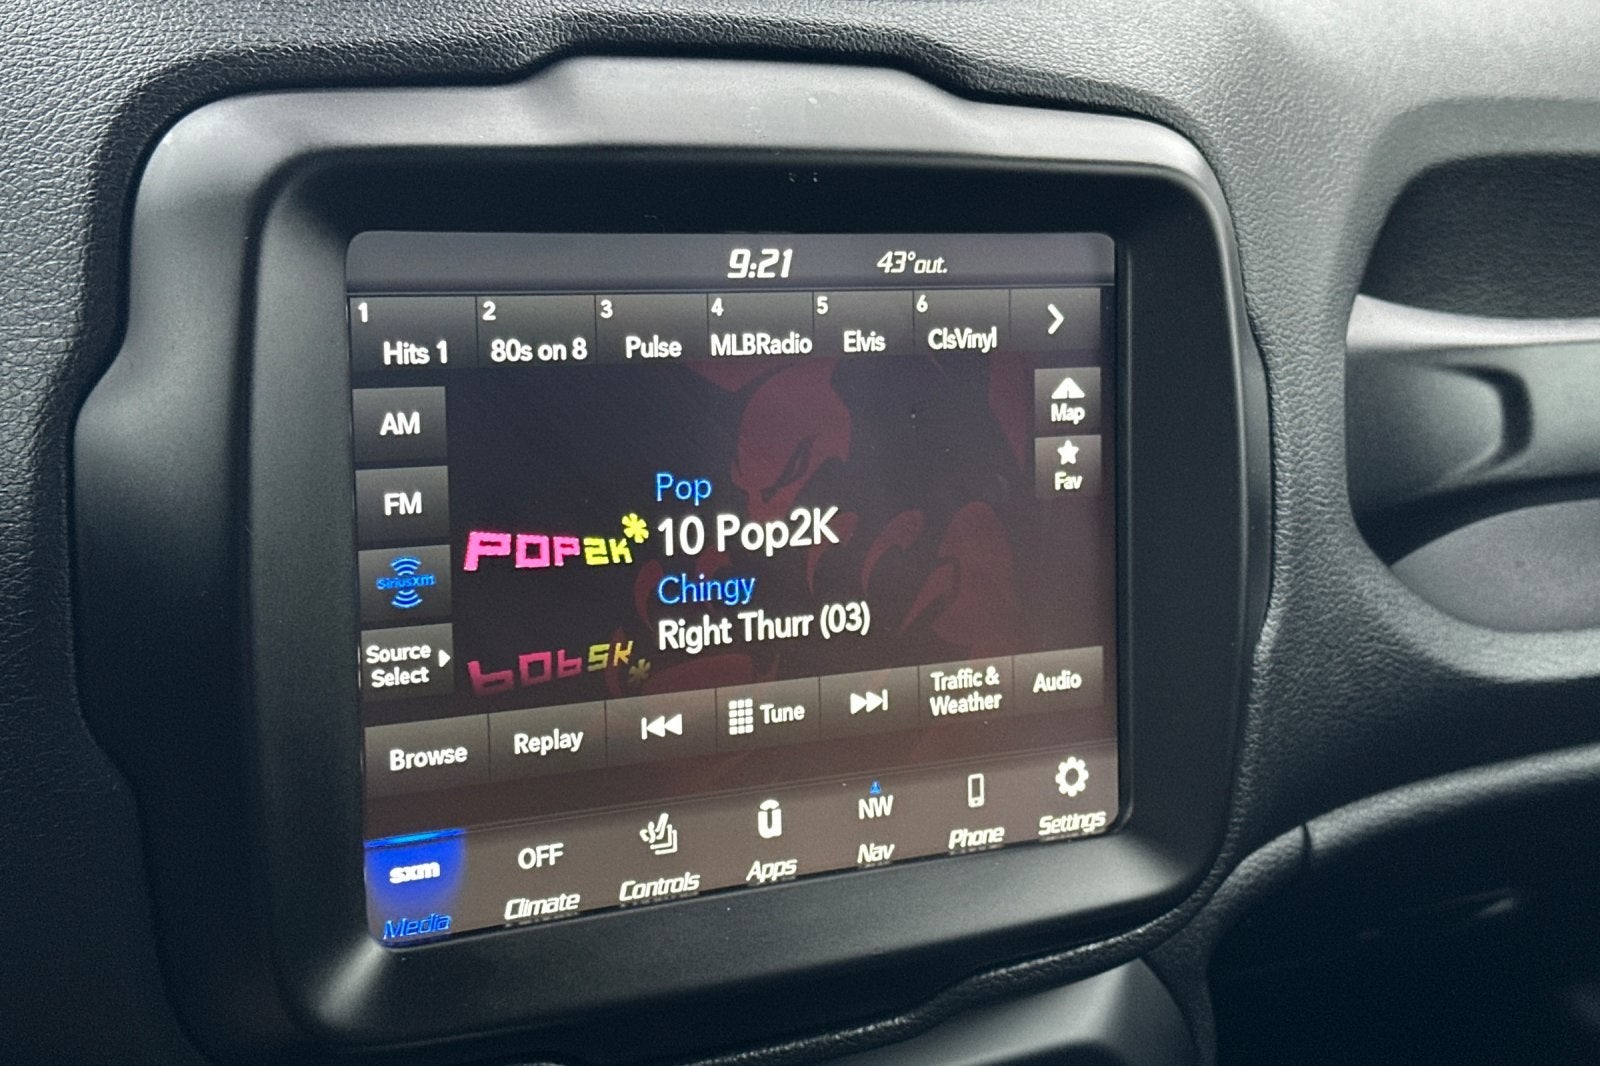 9:21 43°out.
1 2 3 4 5 6
Hits 1 80s on 8 Pulse MLBRadio Elvis ClsVinyl
AM
Map
FM
Fav
Pop
10 Pop2K
POP2K*
SiriusXM
Chingy
Right Thurr (03)
Source
Select
Browse Replay Tune Traffic &
Weather Audio
sxm OFF NW
Media Climate Controls Apps Nav Phone Settings